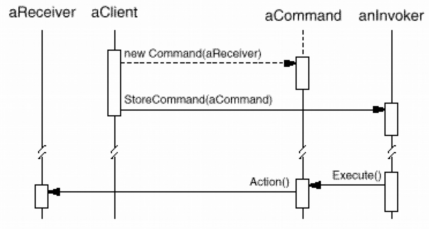 aReceiver aClient aCommand anInvoker
new Command(aReceiver)
StoreCommand(aCommand)
Action() Execute()